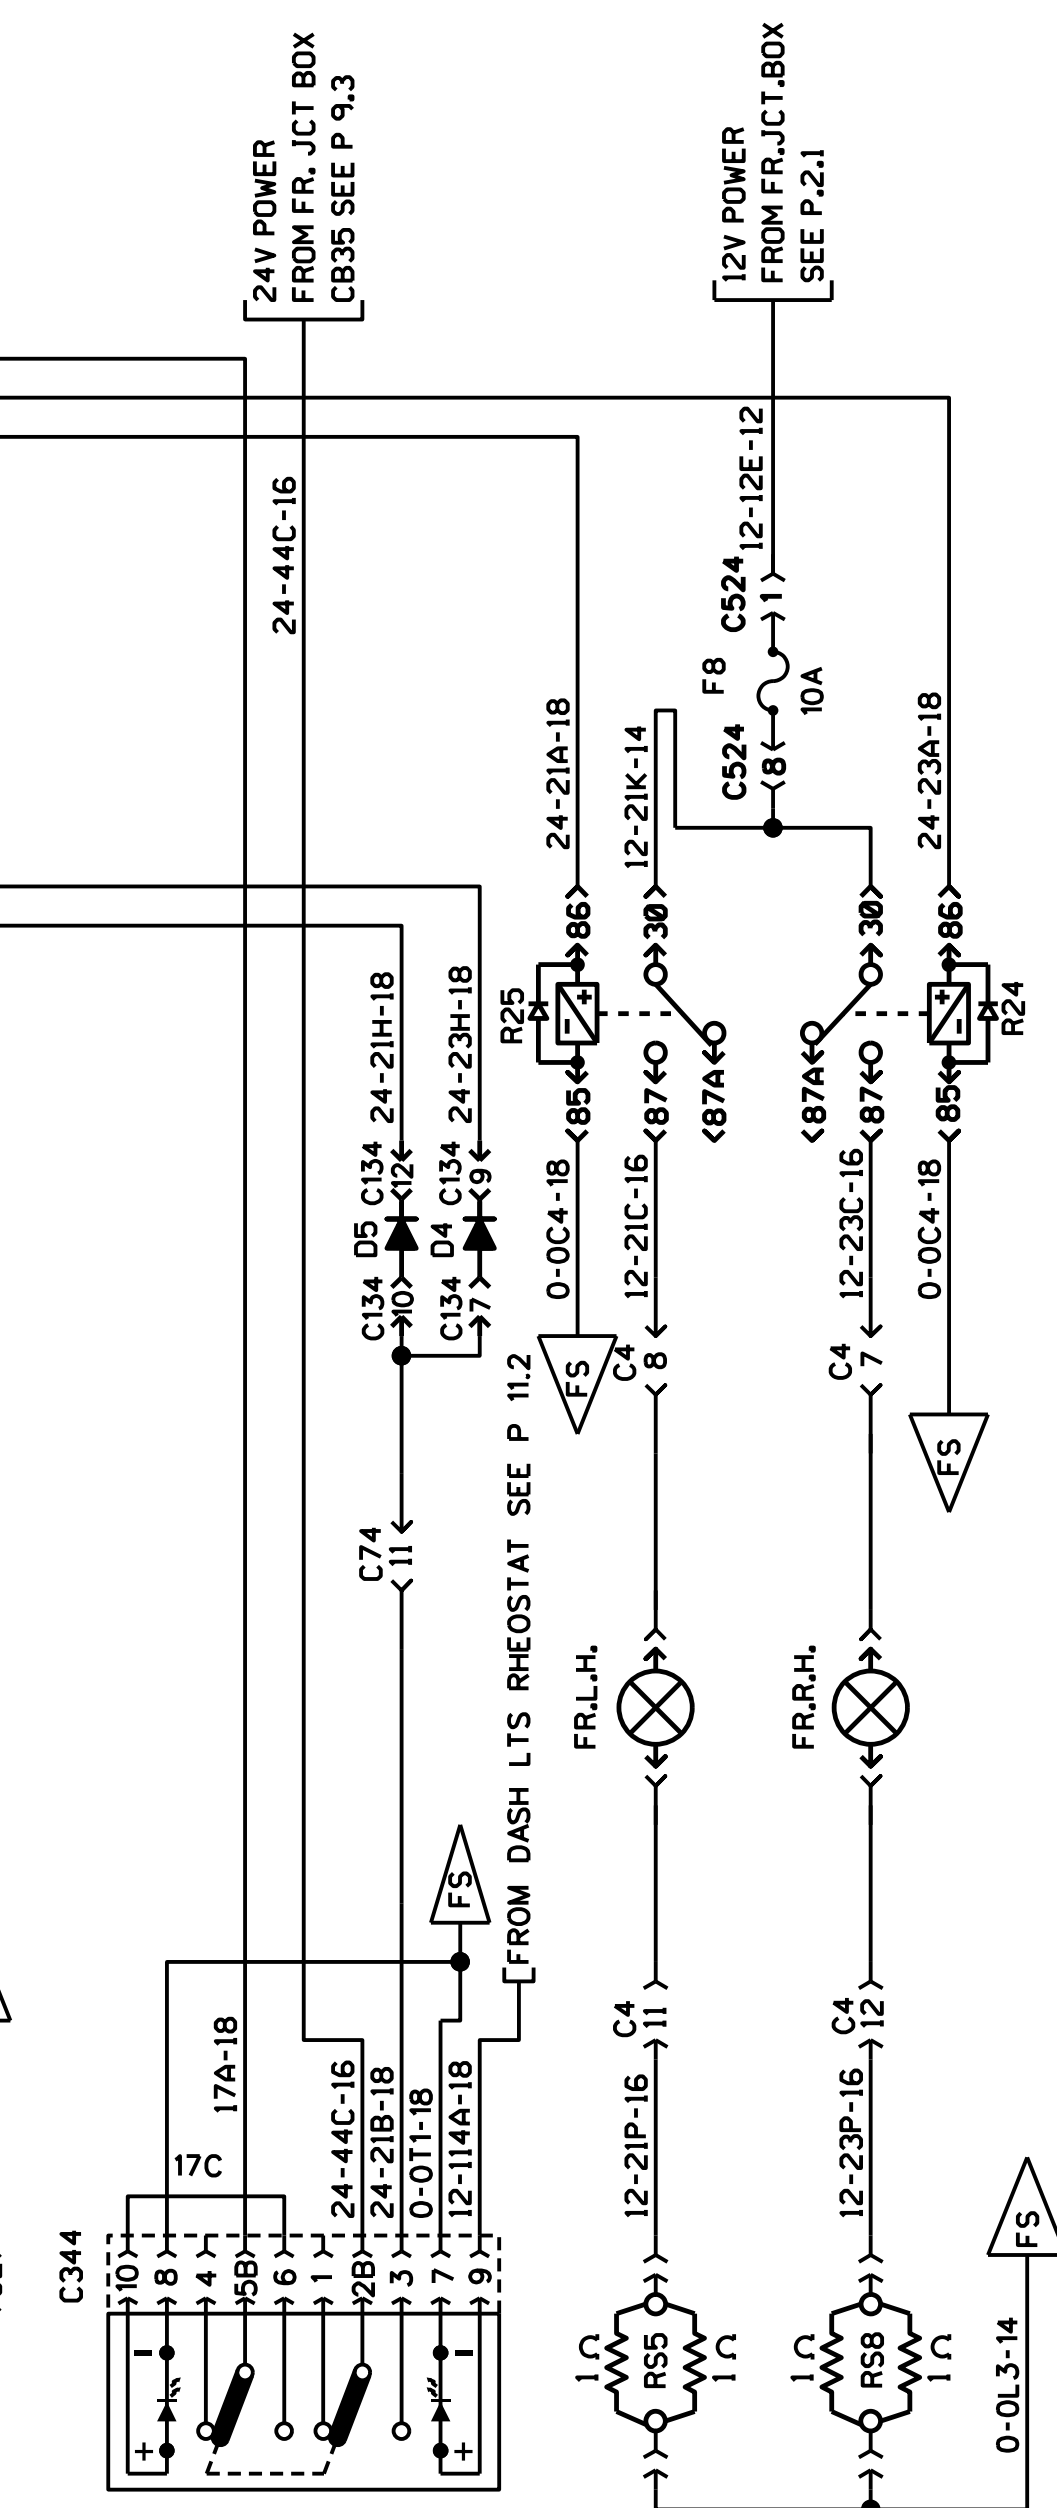 24V POWER
FROM FR. JCT BOX
CB35 SEE P 9.3
12V POWER
FROM FR.JCT.BOX
SEE P.2.1
24-44C-16
12-12E-12
C524
1
F8
10A
C524
8
24-21A-18
12-21K-14
24-23A-18
86
30
30
86
R25
+
-
+
-
R24
85
87
87A
87A
87
85
24-21H-18
24-23H-18
C134
12
C134
9
D5
D4
C134
10
C134
7
0-0C4-18
12-21C-16
12-23C-16
0-0C4-18
FS
C4
8
C4
7
FS
C74
11
FROM DASH LTS RHEOSTAT SEE P 11.2
FR.L.H.
FR.R.H.
FS
C4
11
C4
12
17A-18
17C
24-44C-16
24-21B-18
0-0T1-18
12-114A-18
12-21P-16
12-23P-16
FS
C344
10
8
4
5B
6
1
2B
3
7
9
-
+
-
+
1Ω
RS5
1Ω
1Ω
RS8
1Ω
0-0L3-14